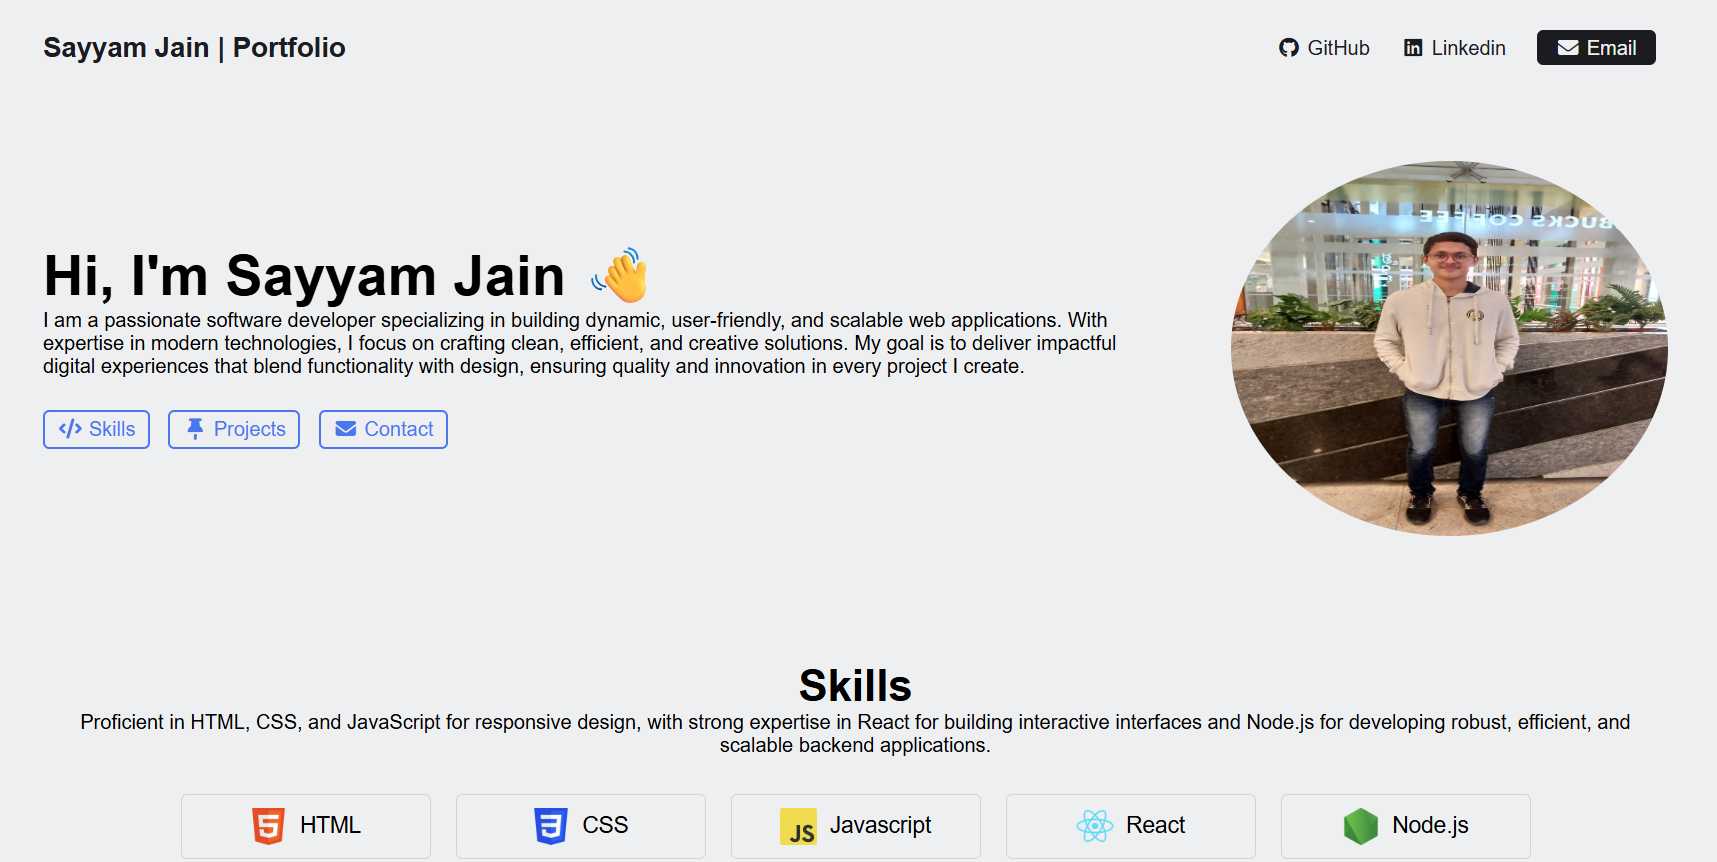 Sayyam Jain | Portfolio
GitHub
Linkedin
Email
BUCKS COFFEE
Hi, I'm Sayyam Jain
I am a passionate software developer specializing in building dynamic, user-friendly, and scalable web applications. With
expertise in modern technologies, I focus on crafting clean, efficient, and creative solutions. My goal is to deliver impactful
digital experiences that blend functionality with design, ensuring quality and innovation in every project I create.
Skills
Projects
Contact
Skills
Proficient in HTML, CSS, and JavaScript for responsive design, with strong expertise in React for building interactive interfaces and Node.js for developing robust, efficient, and
scalable backend applications.
HTML
CSS
JS
Javascript
React
Node.js